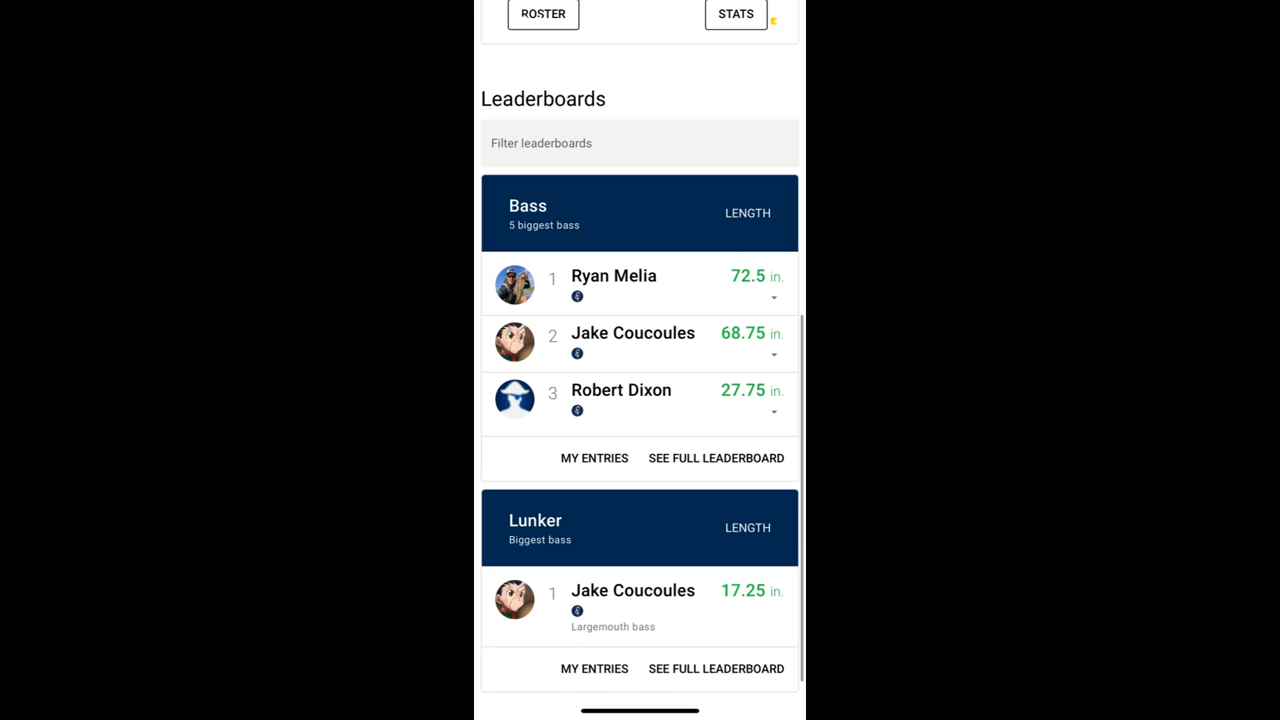 ROSTER STATS
Leaderboards
Filter leaderboards
Bass
5 biggest bass
LENGTH
1 Ryan Melia 72.5 in.
2 Jake Coucoules 68.75 in.
3 Robert Dixon 27.75 in.
MY ENTRIES SEE FULL LEADERBOARD
Lunker
Biggest bass
LENGTH
1 Jake Coucoules 17.25 in.
Largemouth bass
MY ENTRIES SEE FULL LEADERBOARD